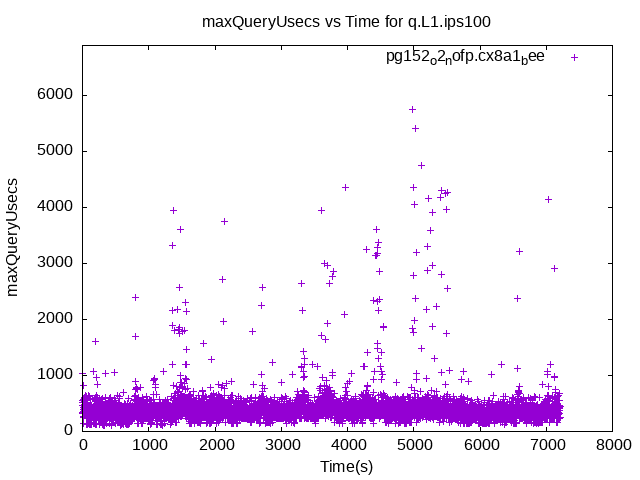 maxQueryUsecs vs Time for q.L1.ips100
pg152o2nofp.cx8a1bee
maxQueryUsecs
6000
5000
4000
3000
2000
1000
0
0 1000 2000 3000 4000 5000 6000 7000 8000
Time(s)